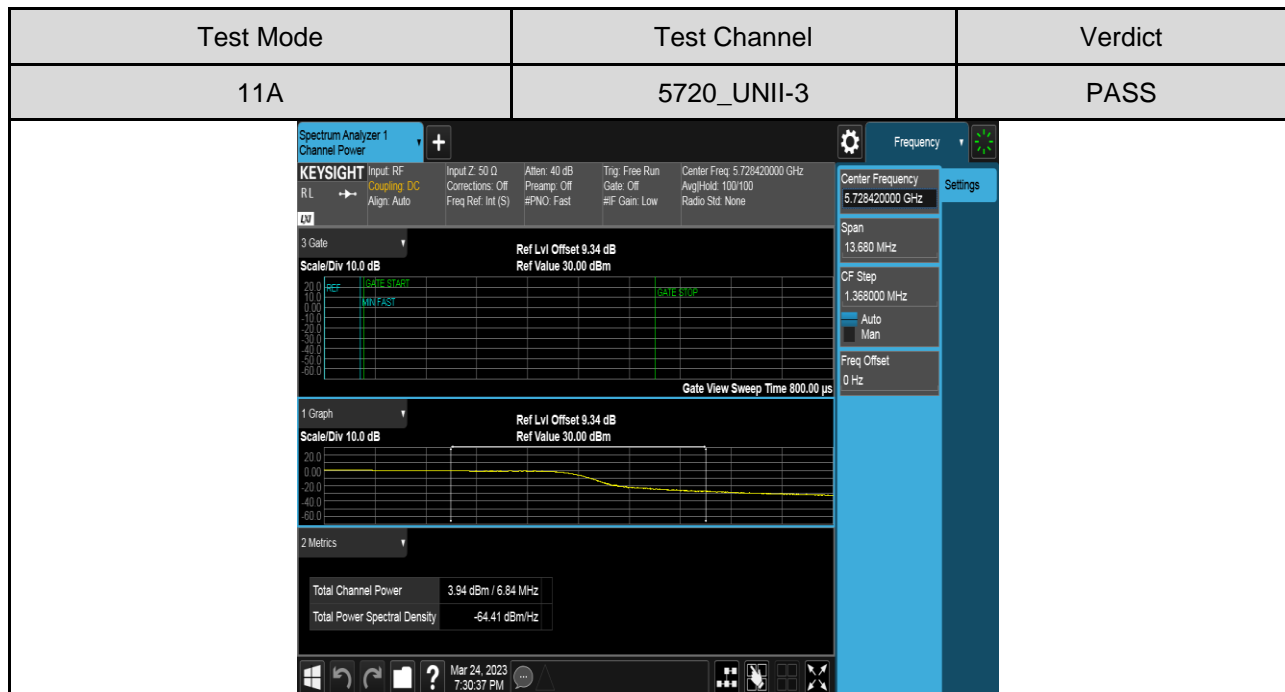 Test Mode Test Channel Verdict
11A 5720_UNII-3 PASS
Spectrum Analyzer 1
Channel Power
+
Frequency
KEYSIGHT Input: RF Input Z: 50 Ω Atten: 40 dB Trig: Free Run Center Freq: 5.728420000 GHz
R L Coupling: DC Corrections: Off Preamp: Off Gate: Off Avg|Hold: 100/100
Align: Auto Freq Ref: Int (S) #PNO: Fast #IF Gain: Low Radio Std: None
LXI
Center Frequency
5.728420000 GHz
Settings
Span
13.680 MHz
CF Step
1.368000 MHz
Auto
Man
Freq Offset
0 Hz
3 Gate
Ref Lvl Offset 9.34 dB
Scale/Div 10.0 dB Ref Value 30.00 dBm
20.0 REF GATE START GATE STOP
10.0 MIN FAST
0.00
-10.0
-20.0
-30.0
-40.0
-50.0
-60.0
Gate View Sweep Time 800.00 µs
1 Graph
Ref Lvl Offset 9.34 dB
Scale/Div 10.0 dB Ref Value 30.00 dBm
20.0
0.00
-20.0
-40.0
-60.0
2 Metrics
Total Channel Power 3.94 dBm / 6.84 MHz
Total Power Spectral Density -64.41 dBm/Hz
? Mar 24, 2023
7:30:37 PM